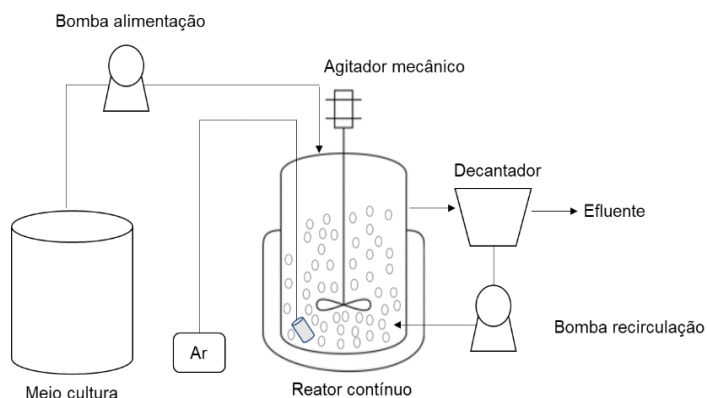 Bomba alimentação
Agitador mecânico
Decantador
Efluente
Bomba recirculação
Ar
Reator contínuo
Meio cultura